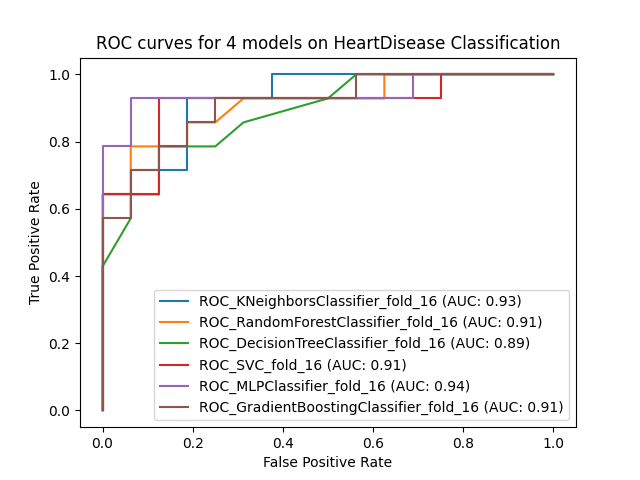 ROC curves for 4 models on HeartDisease Classification
1.0
0.8
0.6
0.4
0.2
0.0
True Positive Rate
ROC_KNeighborsClassifier_fold_16 (AUC: 0.93)
ROC_RandomForestClassifier_fold_16 (AUC: 0.91)
ROC_DecisionTreeClassifier_fold_16 (AUC: 0.89)
ROC_SVC_fold_16 (AUC: 0.91)
ROC_MLPClassifier_fold_16 (AUC: 0.94)
ROC_GradientBoostingClassifier_fold_16 (AUC: 0.91)
0.0 0.2 0.4 0.6 0.8 1.0
False Positive Rate